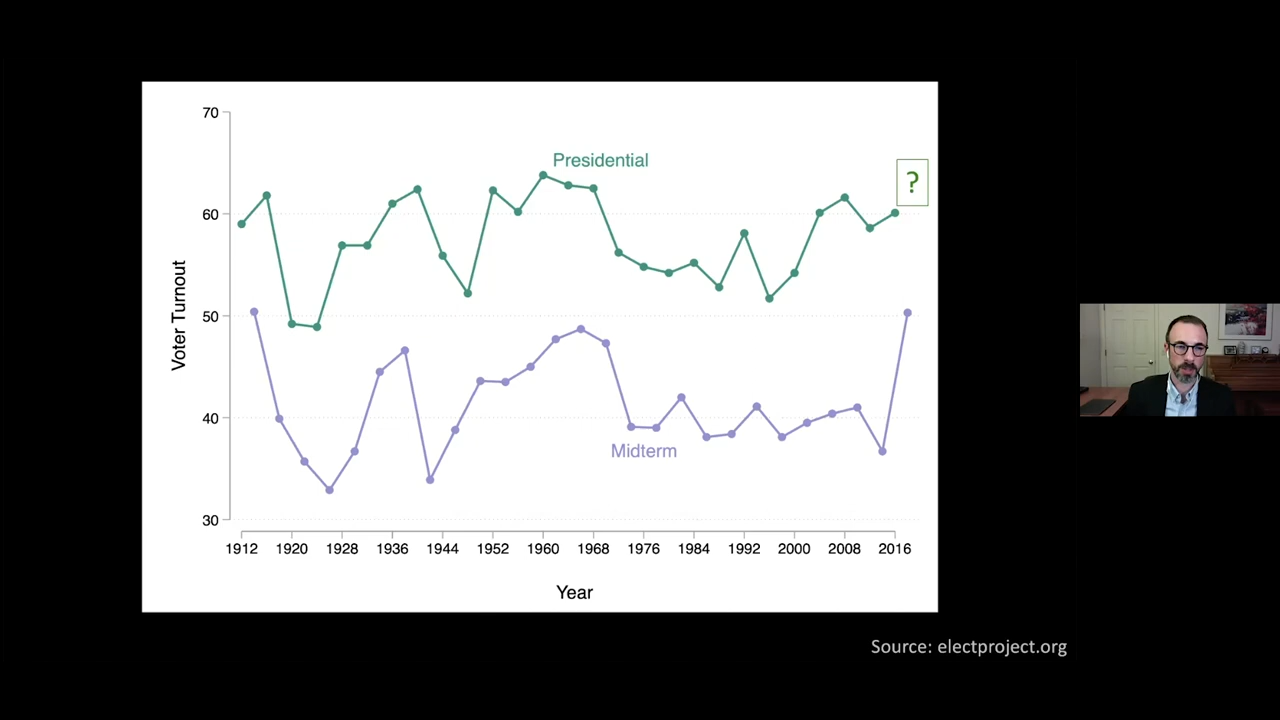 70
60
50
40
30
Voter Turnout
Presidential
?
Midterm
1912 1920 1928 1936 1944 1952 1960 1968 1976 1984 1992 2000 2008 2016
Year
Source: electproject.org